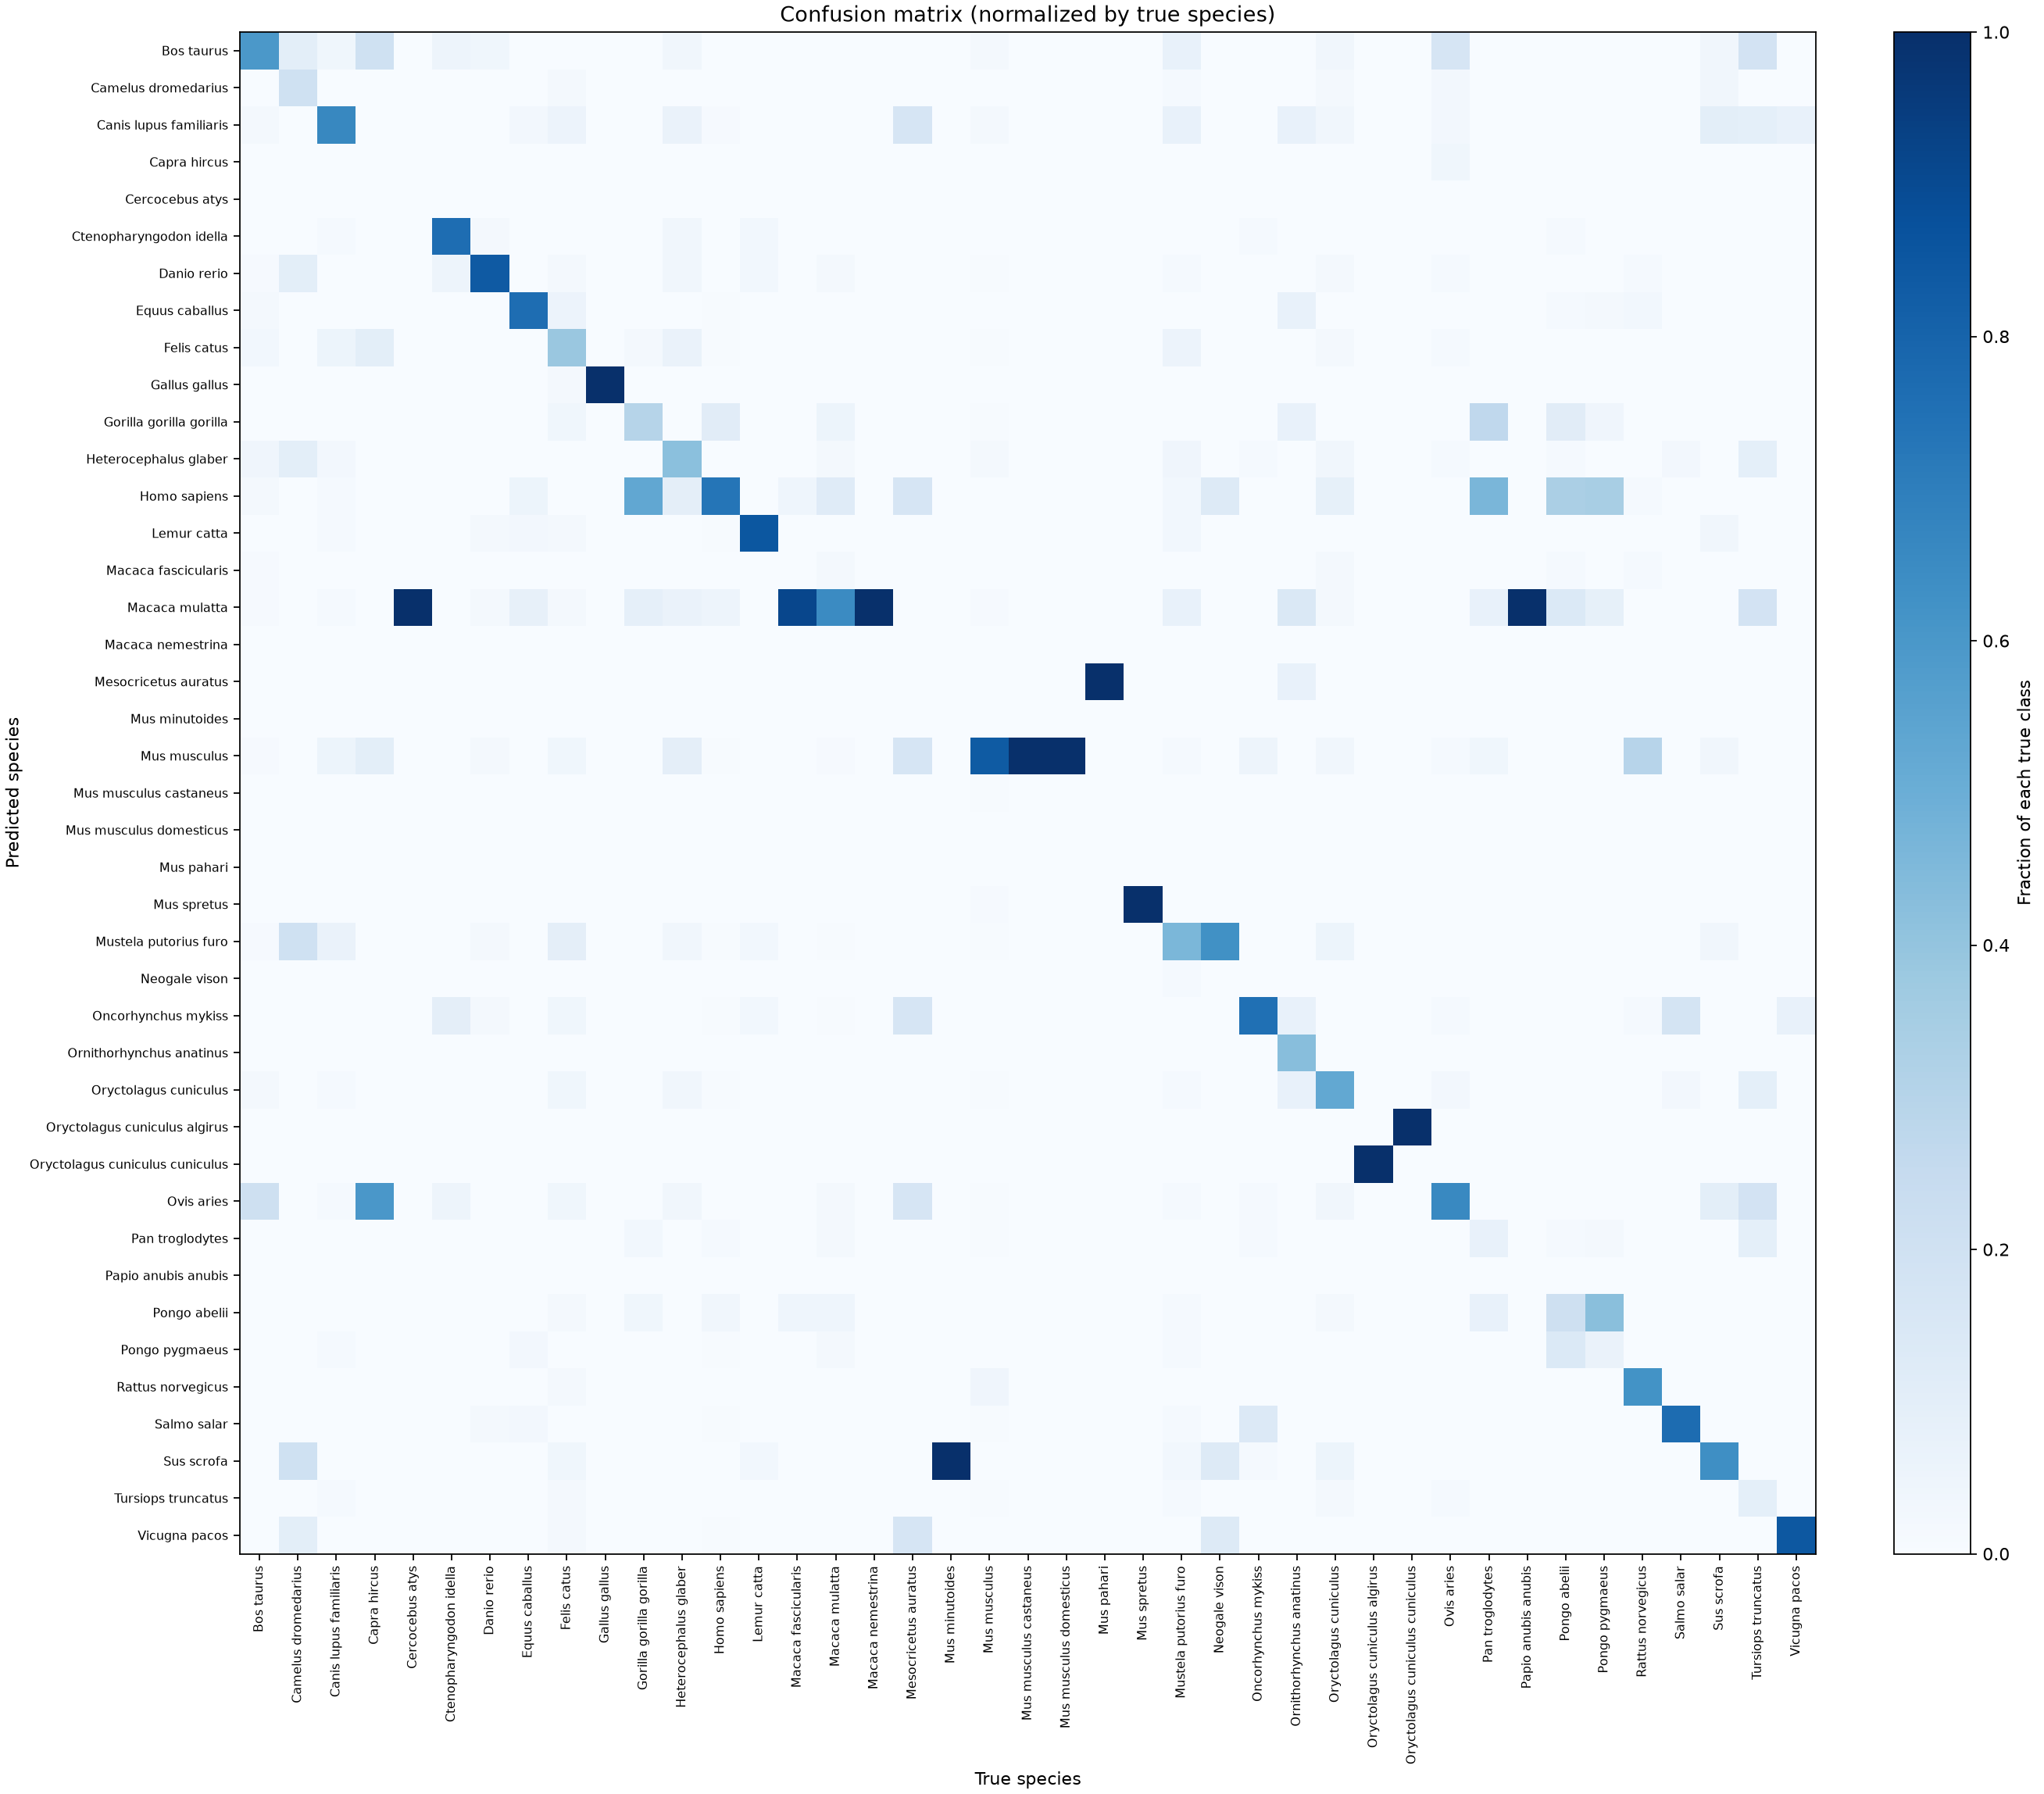 Confusion matrix (normalized by true species)
Predicted species
Bos taurus
Camelus dromedarius
Canis lupus familiaris
Capra hircus
Cercocebus atys
Ctenopharyngodon idella
Danio rerio
Equus caballus
Felis catus
Gallus gallus
Gorilla gorilla gorilla
Heterocephalus glaber
Homo sapiens
Lemur catta
Macaca fascicularis
Macaca mulatta
Macaca nemestrina
Mesocricetus auratus
Mus minutoides
Mus musculus
Mus musculus castaneus
Mus musculus domesticus
Mus pahari
Mus spretus
Mustela putorius furo
Neogale vison
Oncorhynchus mykiss
Ornithorhynchus anatinus
Oryctolagus cuniculus
Oryctolagus cuniculus algirus
Oryctolagus cuniculus cuniculus
Ovis aries
Pan troglodytes
Papio anubis anubis
Pongo abelii
Pongo pygmaeus
Rattus norvegicus
Salmo salar
Sus scrofa
Tursiops truncatus
Vicugna pacos
Bos taurus
Camelus dromedarius
Canis lupus familiaris
Capra hircus
Cercocebus atys
Ctenopharyngodon idella
Danio rerio
Equus caballus
Felis catus
Gallus gallus
Gorilla gorilla gorilla
Heterocephalus glaber
Homo sapiens
Lemur catta
Macaca fascicularis
Macaca mulatta
Macaca nemestrina
Mesocricetus auratus
Mus minutoides
Mus musculus
Mus musculus castaneus
Mus musculus domesticus
Mus pahari
Mus spretus
Mustela putorius furo
Neogale vison
Oncorhynchus mykiss
Ornithorhynchus anatinus
Oryctolagus cuniculus
Oryctolagus cuniculus algirus
Oryctolagus cuniculus cuniculus
Ovis aries
Pan troglodytes
Papio anubis anubis
Pongo abelii
Pongo pygmaeus
Rattus norvegicus
Salmo salar
Sus scrofa
Tursiops truncatus
Vicugna pacos
True species
1.0
0.8
0.6
0.4
0.2
0.0
Fraction of each true class